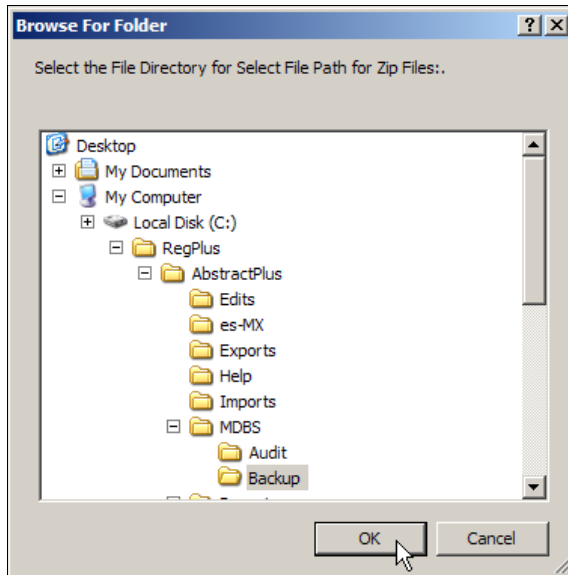 Browse For Folder
Select the File Directory for Select File Path for Zip Files:.
Desktop
My Documents
My Computer
Local Disk (C:)
RegPlus
AbstractPlus
Edits
es-MX
Exports
Help
Imports
MDBS
Audit
Backup
OK
Cancel